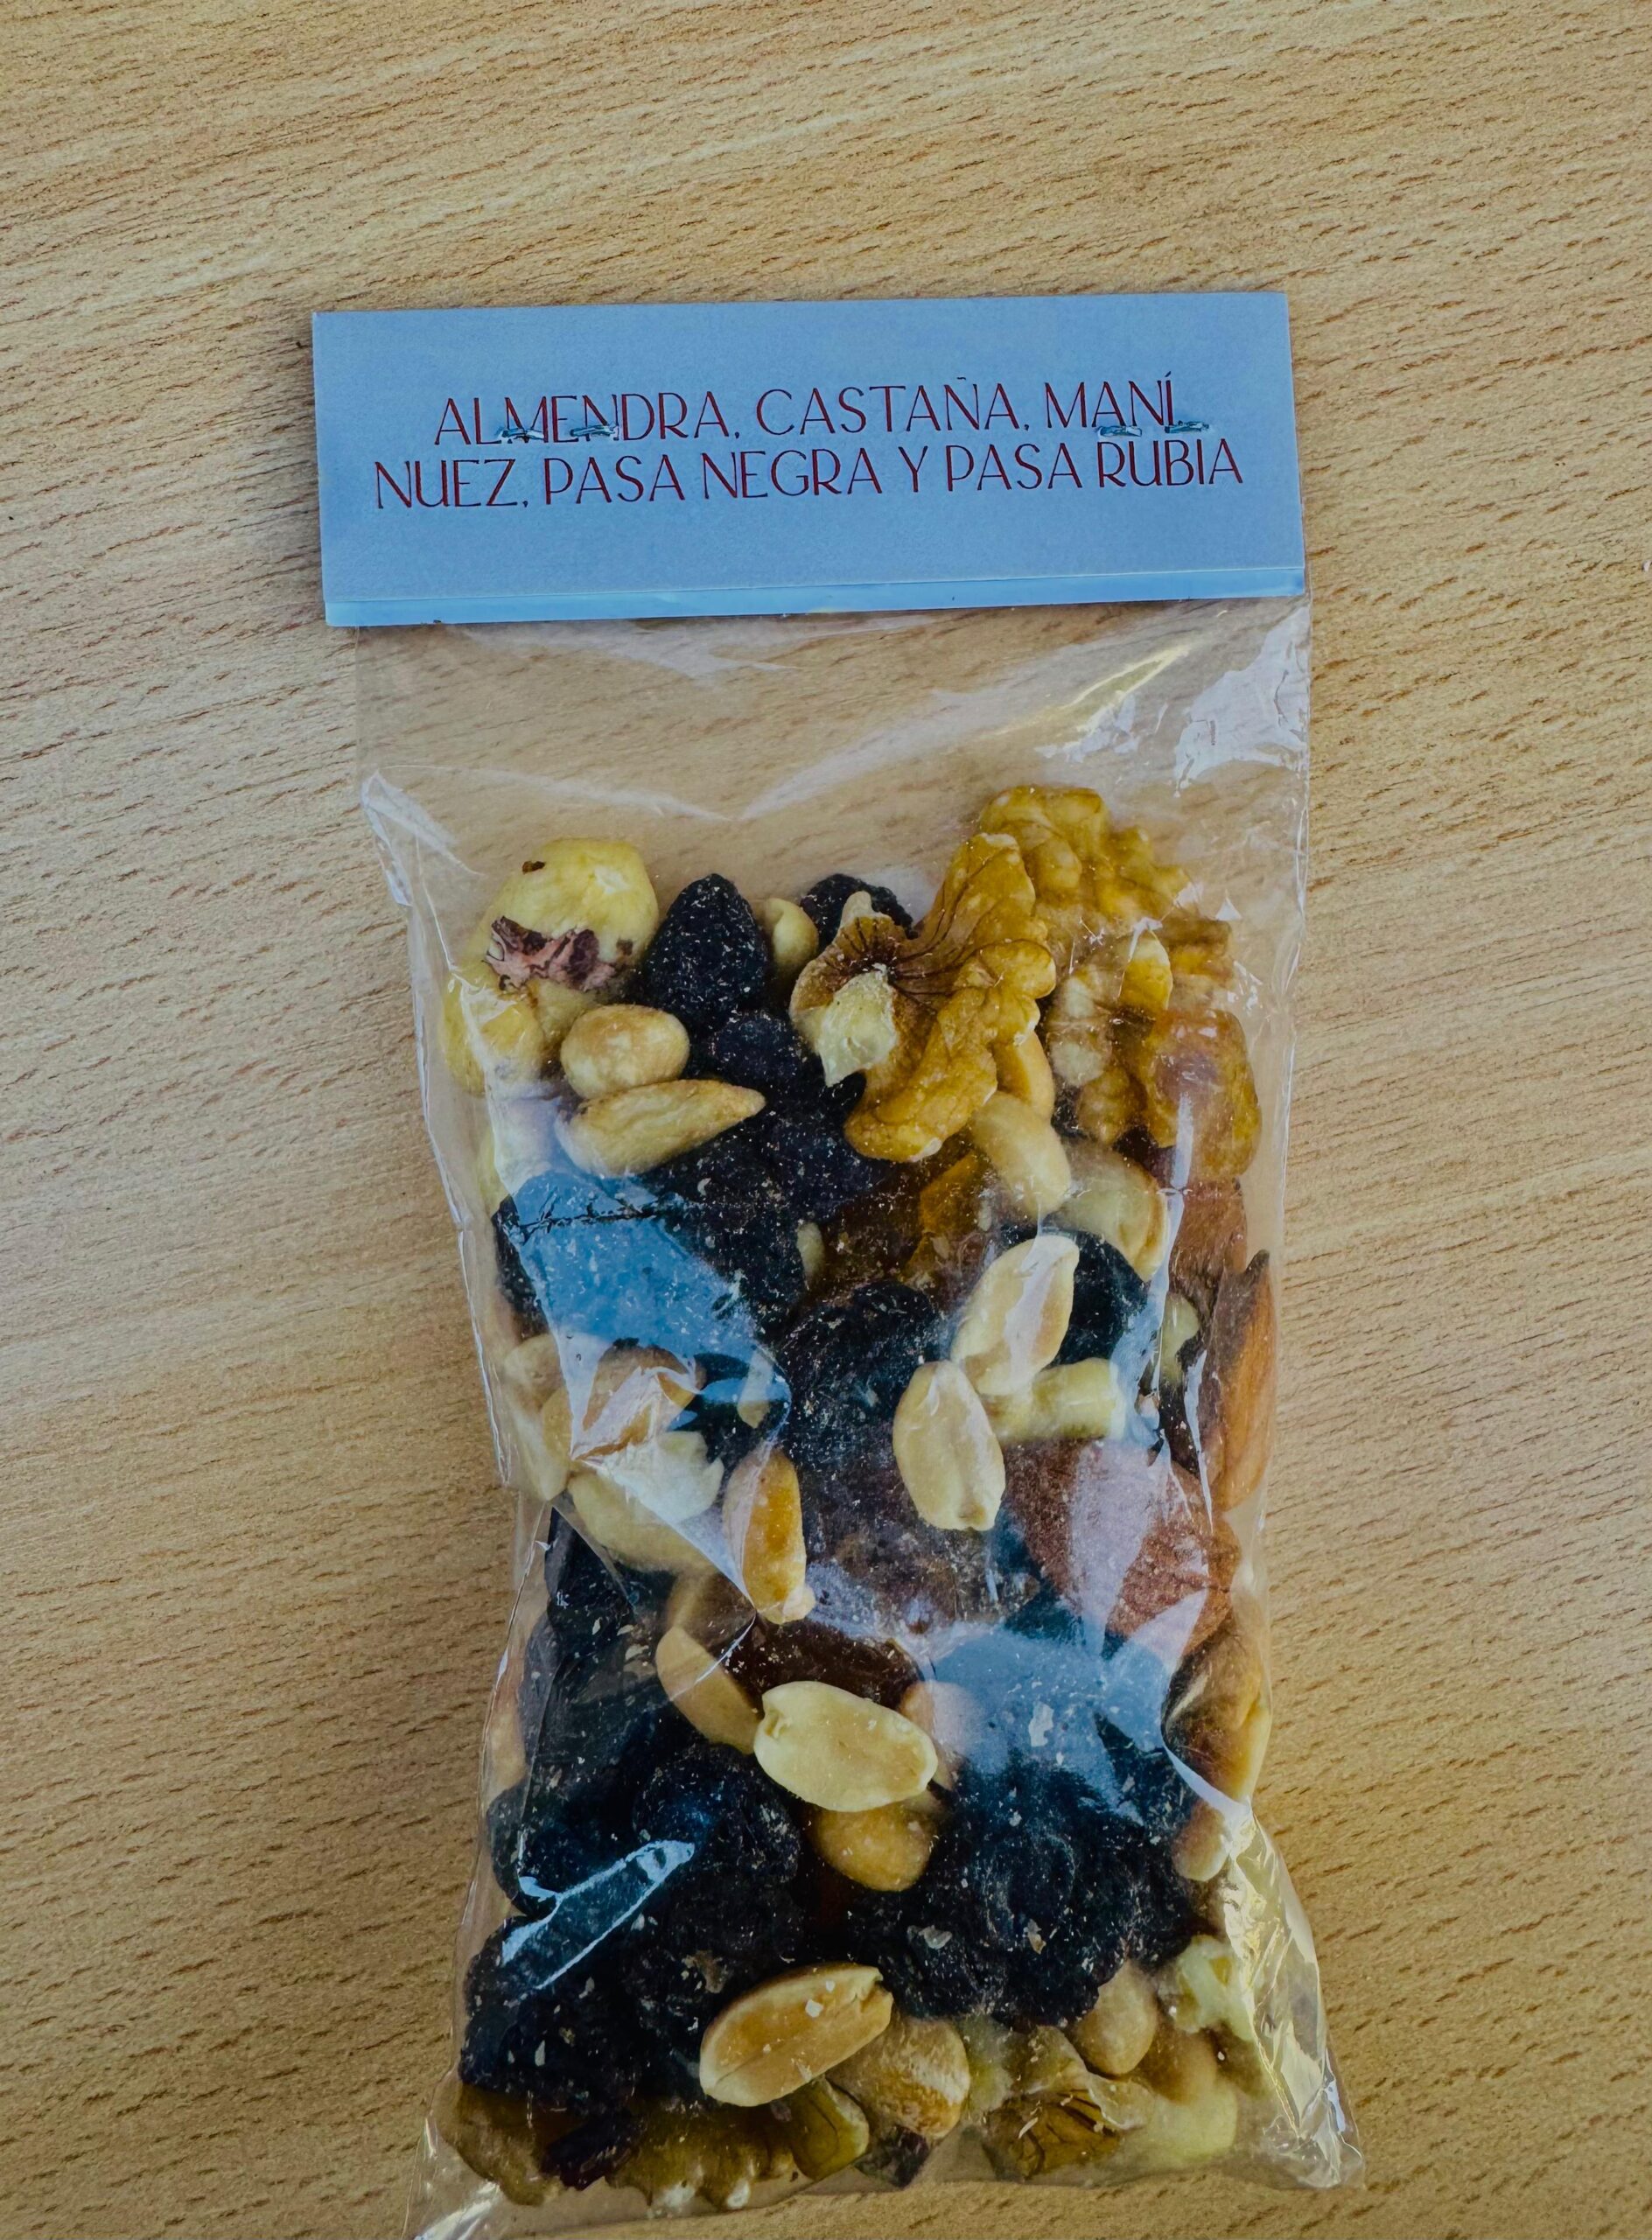 ALMENDRA, CASTAÑA, MANÍ,
NUEZ, PASA NEGRA Y PASA RUBIA